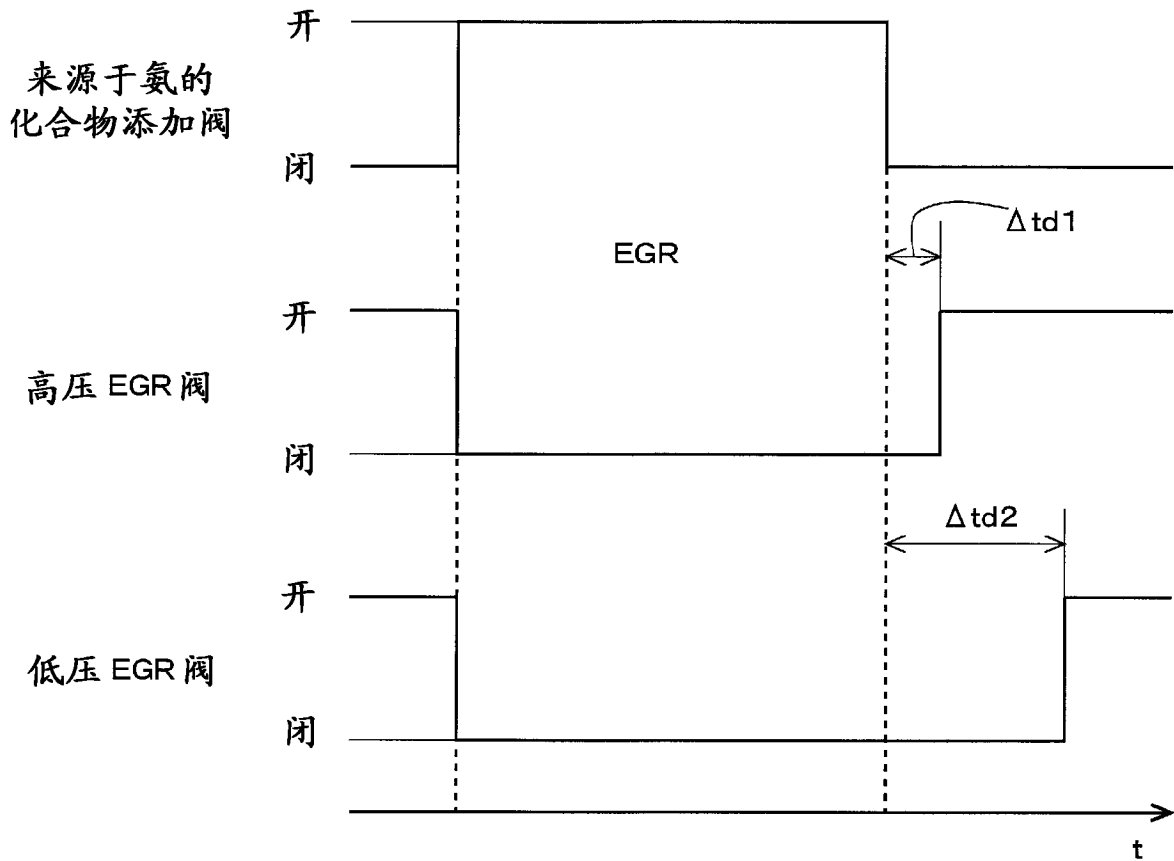 开
来源于氨的
化合物添加阀
闭
Δtd1
EGR
开
高压 EGR 阀
闭
Δtd2
开
低压 EGR 阀
闭
t